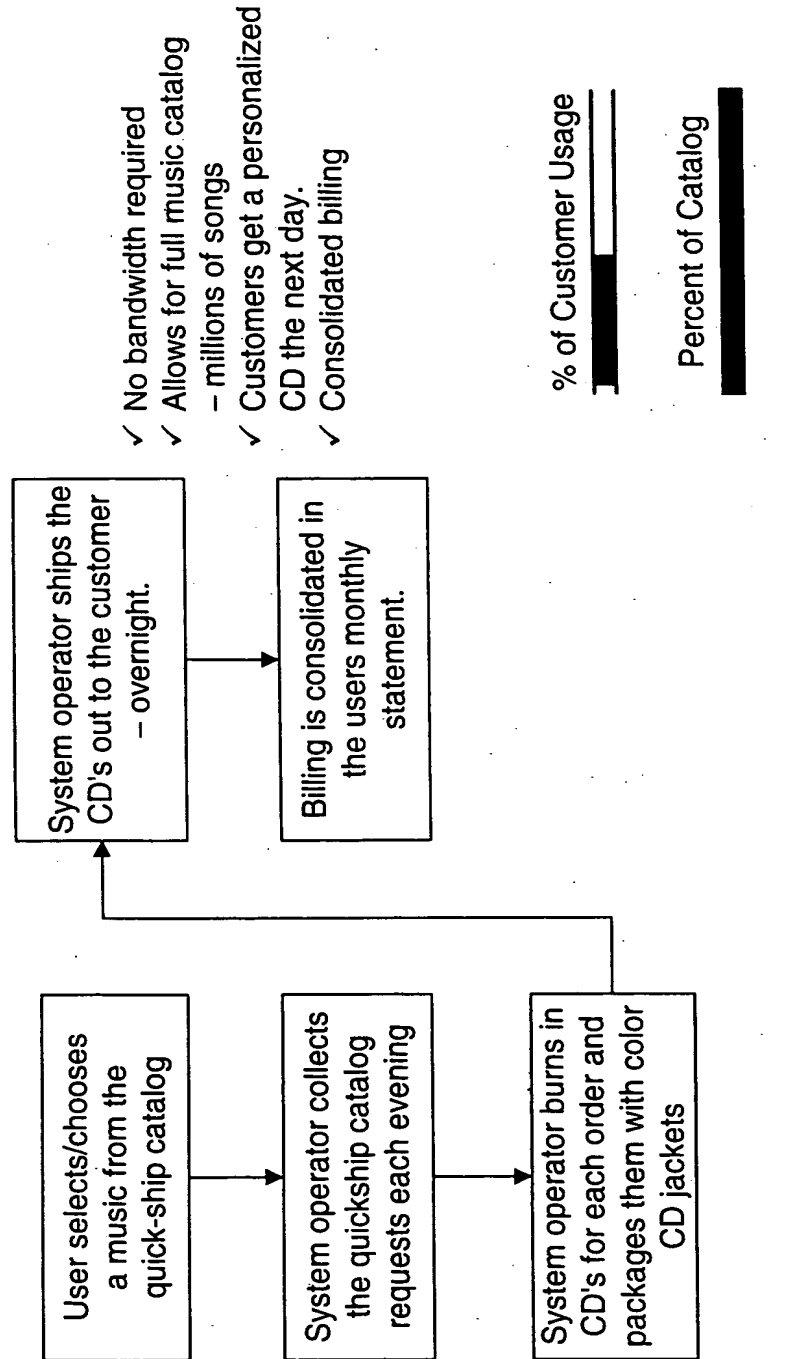 User selects/chooses
a music from the
quick-ship catalog
System operator collects
the quickship catalog
requests each evening
System operator burns in
CD's for each order and
packages them with color
CD jackets
System operator ships the
CD's out to the customer
– overnight.
Billing is consolidated in
the users monthly
statement.
✓ No bandwidth required
✓ Allows for full music catalog
– millions of songs
✓ Customers get a personalized
CD the next day.
✓ Consolidated billing
% of Customer Usage
Percent of Catalog